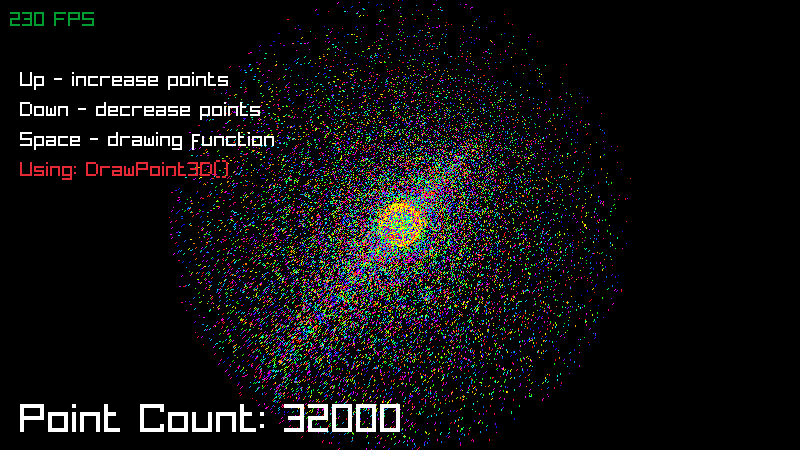 230 FPS
Up - increase points
Down - decrease points
Space - drawing function
Using: DrawPoint3D()
Point Count: 32000